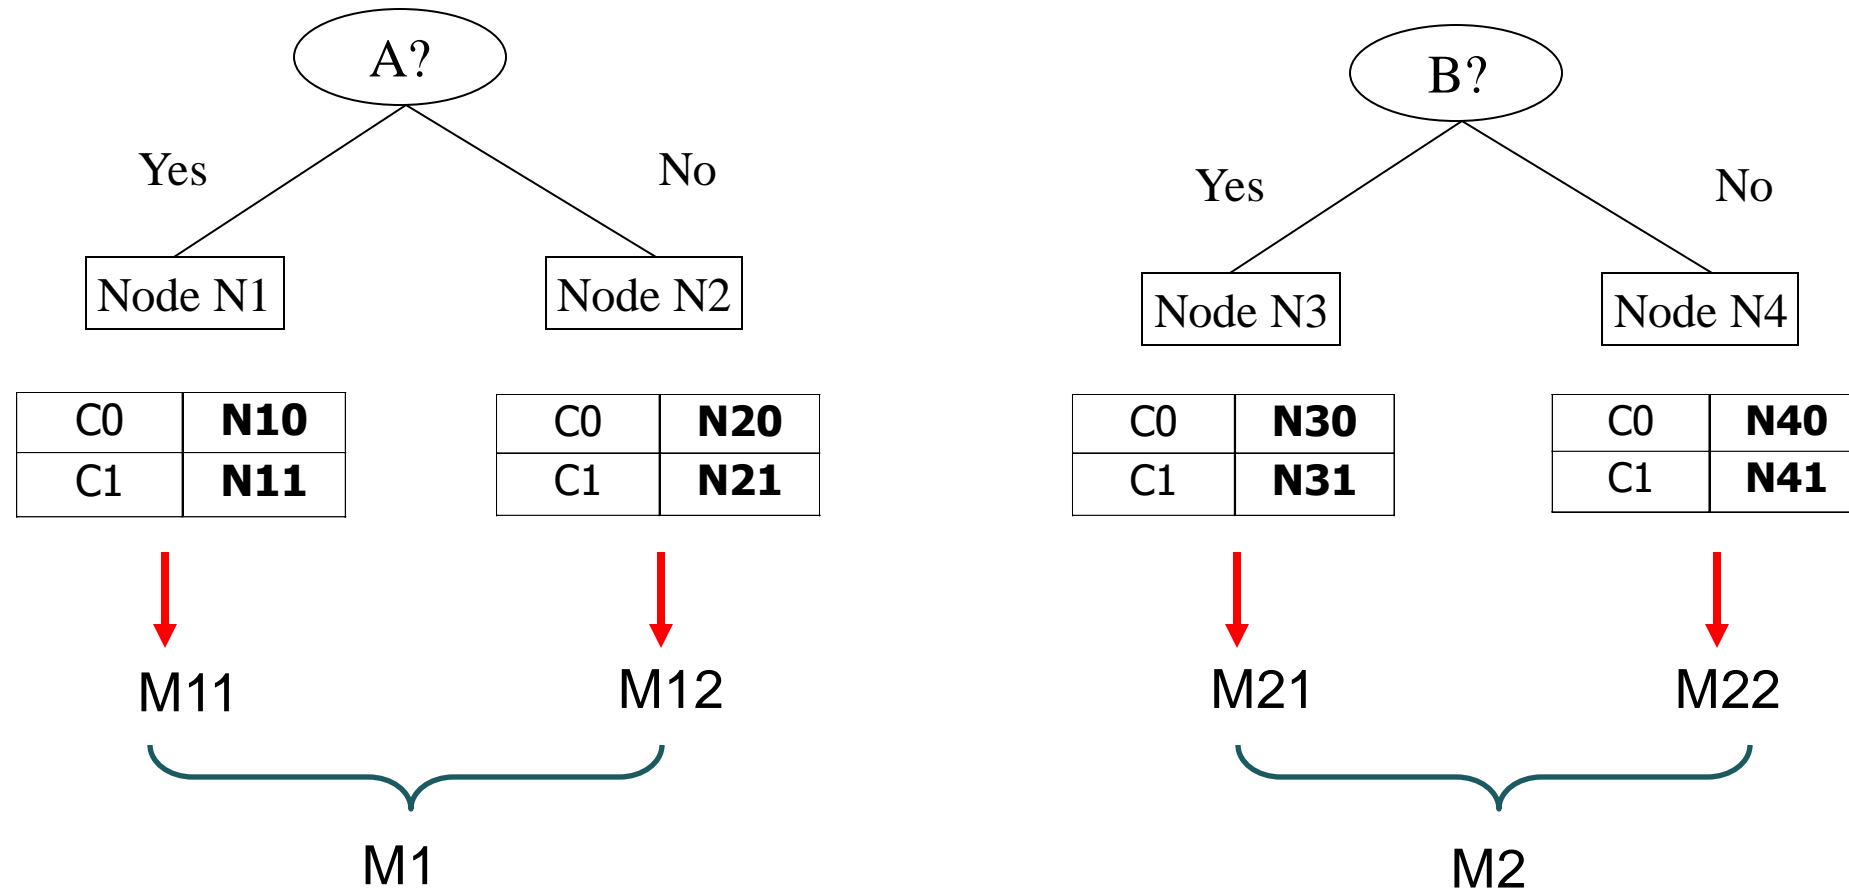 A?
B?
Yes
No
Yes
No
Node N1
Node N2
Node N3
Node N4
C0 N10
C1 N11
C0 N20
C1 N21
C0 N30
C1 N31
C0 N40
C1 N41
M11
M12
M21
M22
M1
M2